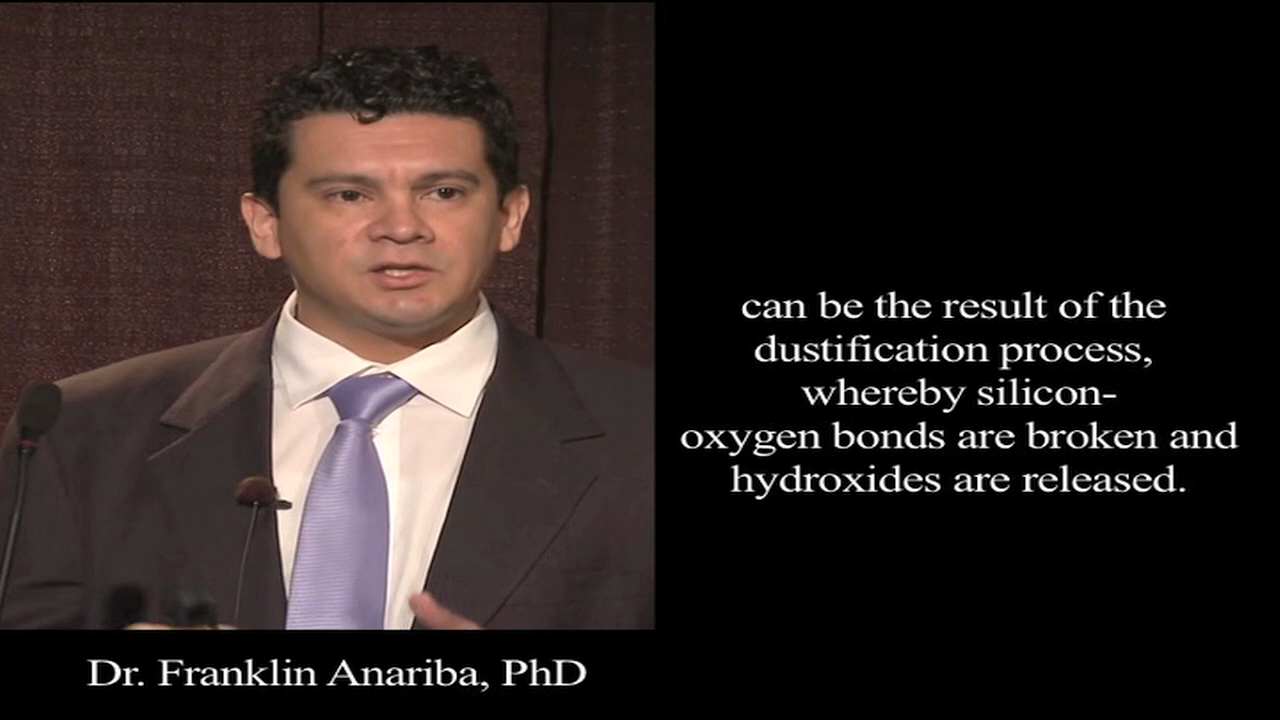 can be the result of the
dustification process,
whereby silicon-
oxygen bonds are broken and
hydroxides are released.
Dr. Franklin Anariba, PhD